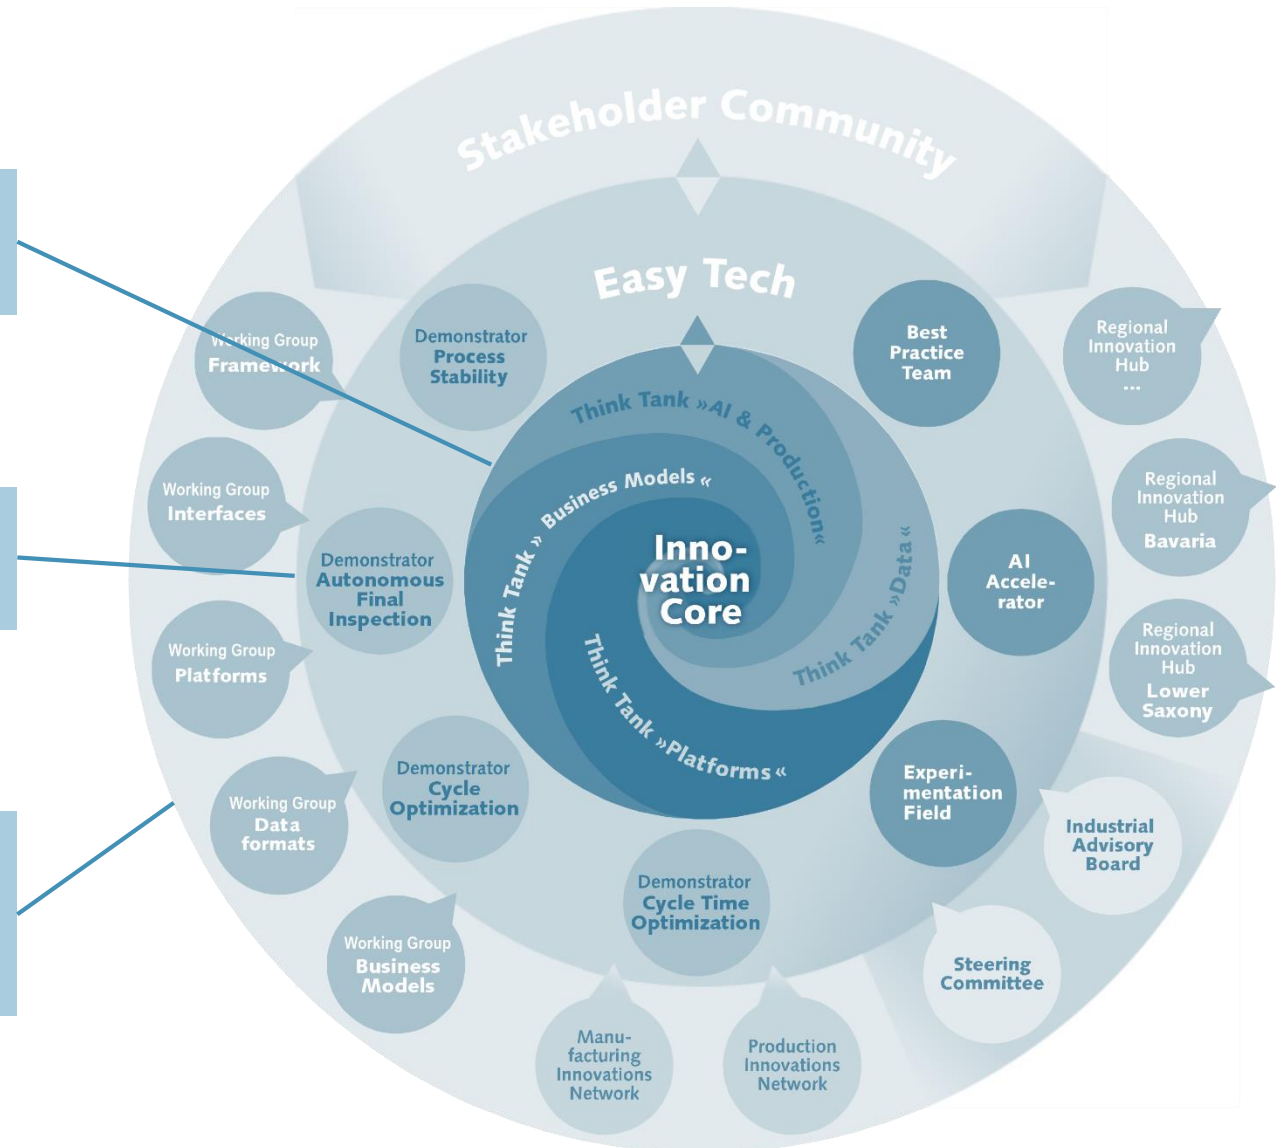 Stakeholder Community
Easy Tech
Working Group
Framework
Demonstrator
Process
Stability
Best
Practice
Team
Regional
Innovation
Hub
...
Think Tank »AI & Production«
Think Tank » Business Models «
Think Tank »Data «
Think Tank »Platforms «
Inno-
vation
Core
Working Group
Interfaces
Demonstrator
Autonomous
Final
Inspection
AI
Accele-
rator
Regional
Innovation
Hub
Bavaria
Working Group
Platforms
Regional
Innovation
Hub
Lower
Saxony
Working Group
Data
formats
Demonstrator
Cycle
Optimization
Experi-
mentation
Field
Industrial
Advisory
Board
Working Group
Business
Models
Demonstrator
Cycle Time
Optimization
Steering
Committee
Manu-
facturing
Innovations
Network
Production
Innovations
Network